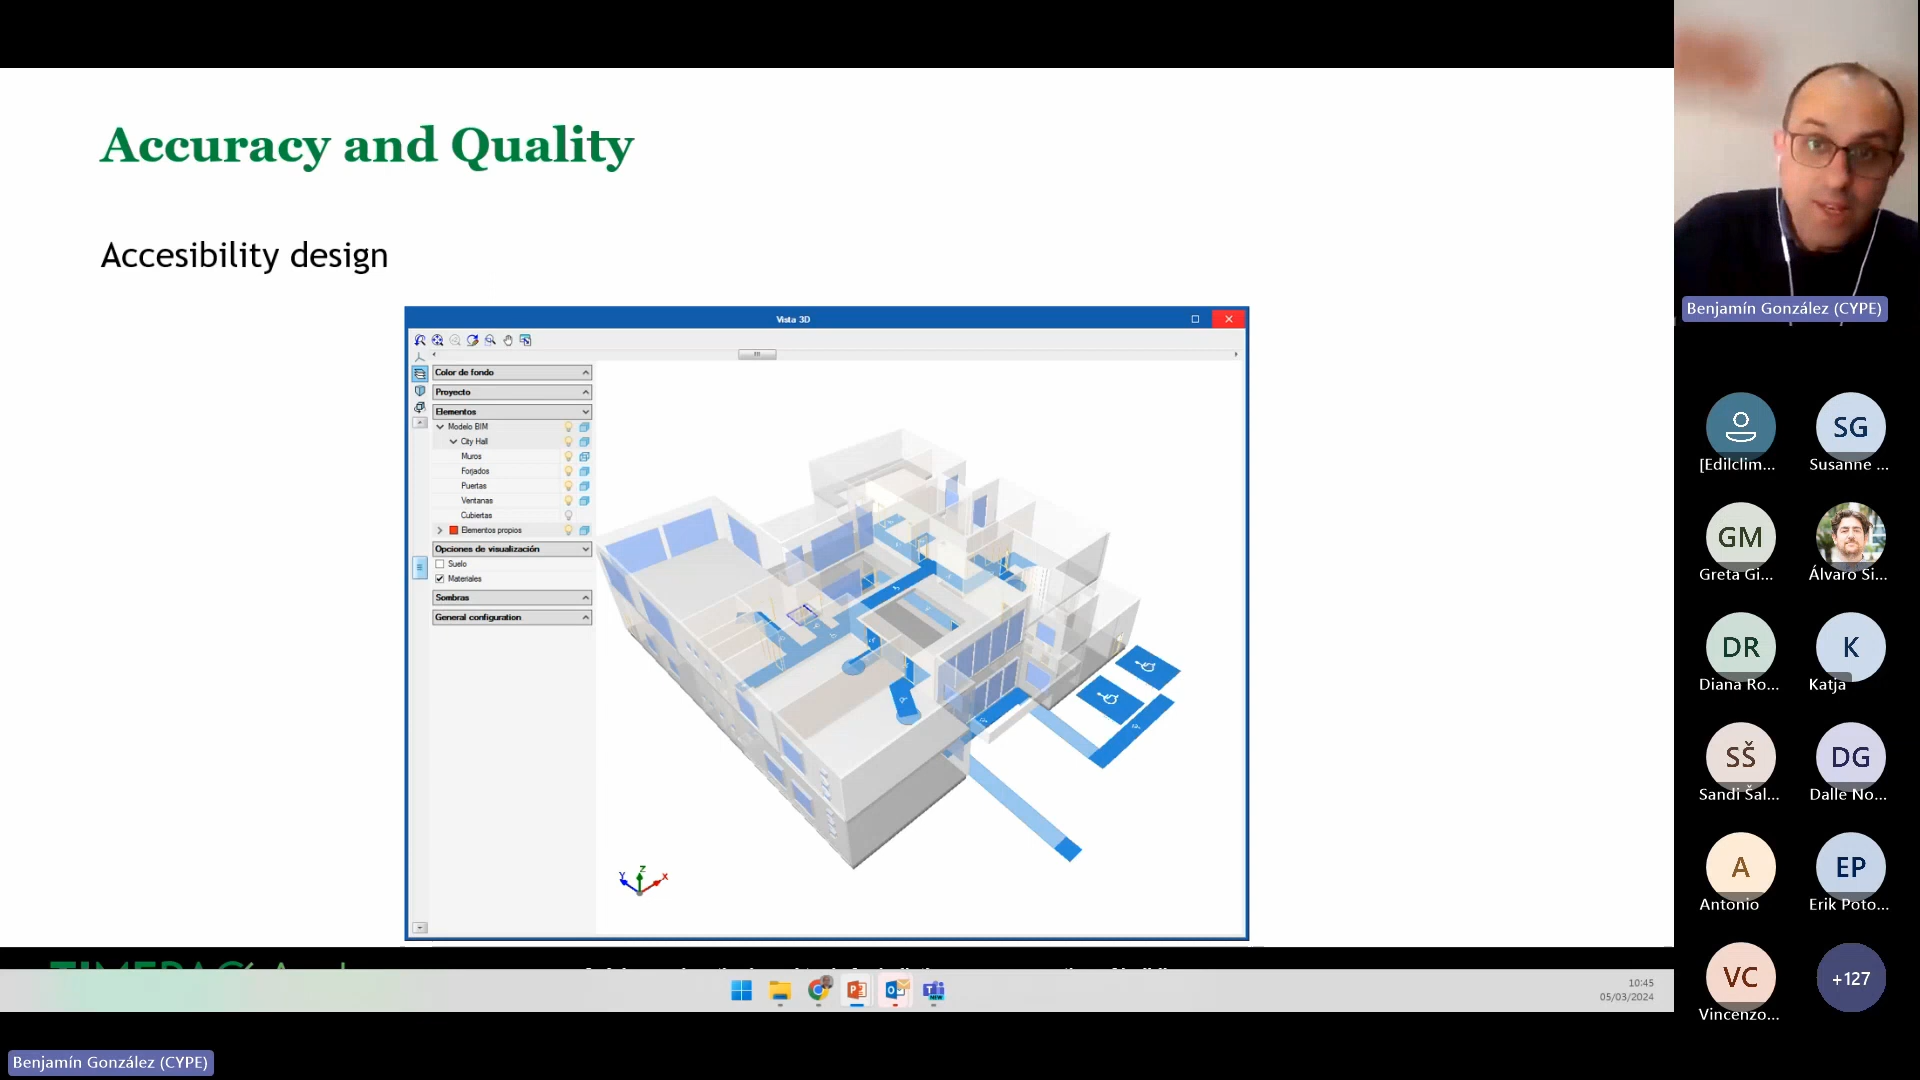 Accuracy and Quality
Accesibility design
Vista 3D
Color de fondo
Proyecto
Elementos
Modelo BIM
City Hall
Muros
Forjados
Puertas
Ventanas
Cubiertas
Elementos propios
Opciones de visualización
Suelo
Materiales
Sombras
General configuration
Z
Y
X
10:45
05/03/2024
Benjamín González (CYPE)
Benjamín González (CYPE)
[Edilclim...
SG
Susanne ...
GM
Greta Gi...
Álvaro Si...
DR
Diana Ro...
K
Katja
SŠ
Sandi Šal...
DG
Dalle No...
A
Antonio
EP
Erik Poto...
VC
Vincenzo...
+127